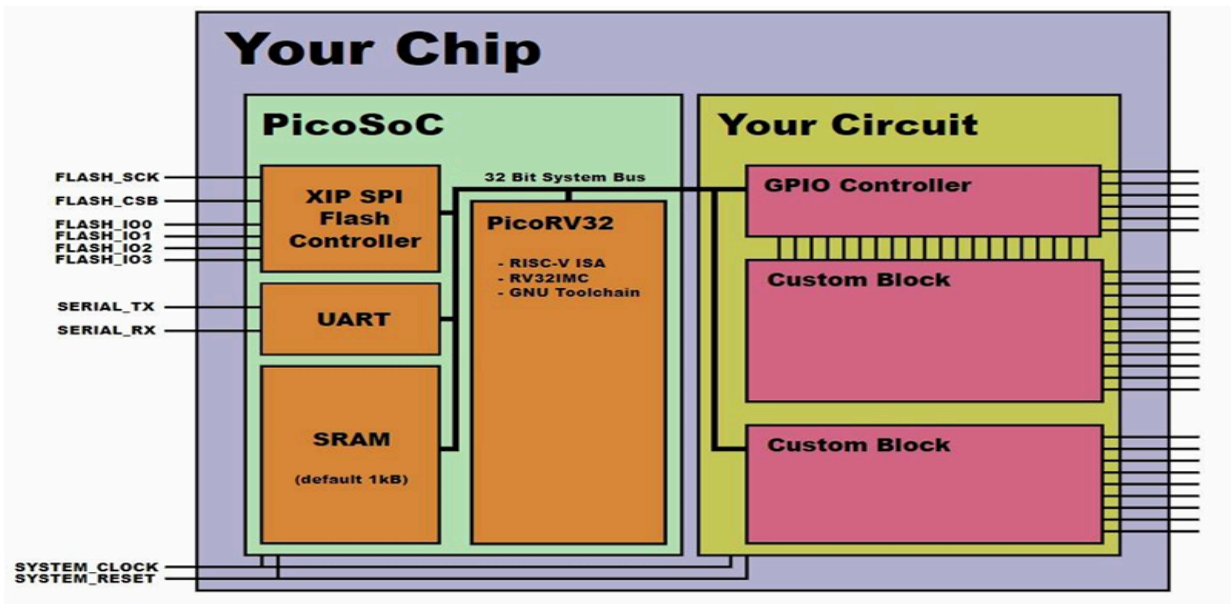 Your Chip
PicoSoC
Your Circuit
FLASH_SCK
FLASH_CSB
FLASH_IO0
FLASH_IO1
FLASH_IO2
FLASH_IO3
XIP SPI
Flash
Controller
32 Bit System Bus
GPIO Controller
PicoRV32
- RISC-V ISA
- RV32IMC
- GNU Toolchain
Custom Block
SERIAL_TX
SERIAL_RX
UART
SRAM
(default 1kB)
Custom Block
SYSTEM_CLOCK
SYSTEM_RESET